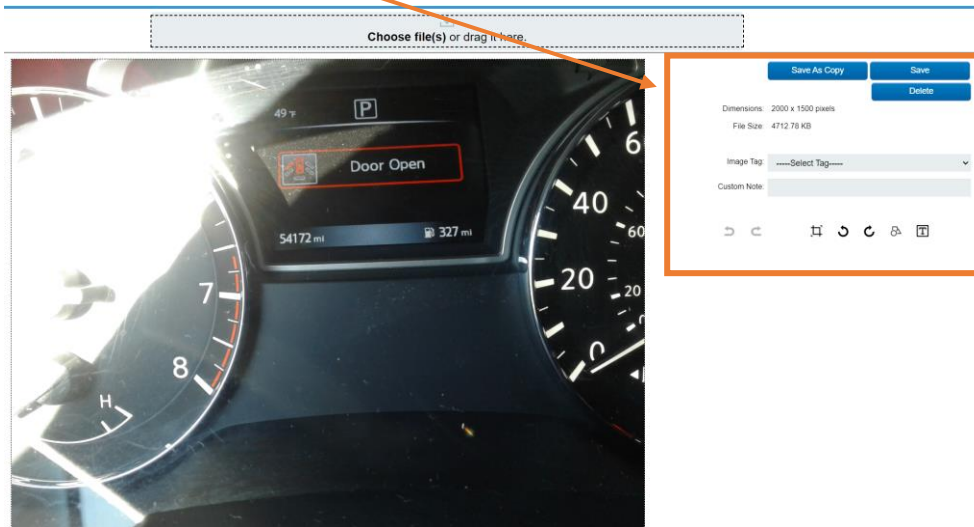 Choose file(s) or drag it here.
Save As Copy Save
Delete
Dimensions: 2000 x 1500 pixels
File Size: 4712.78 KB
Image Tag: -----Select Tag-----
Custom Note:
T
49 °F P
Door Open
54172 mi 327 mi
7
8
H
6
40
60
20
20
0
0